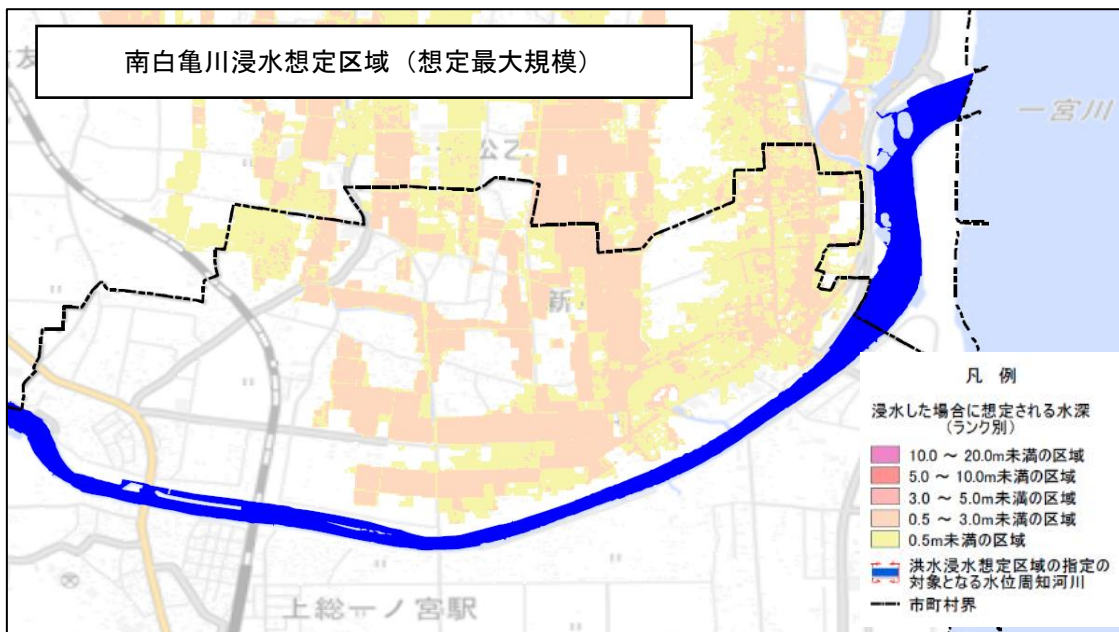 南白亀川浸水想定区域（想定最大規模）
友
一宮川
公乙
新
上総一ノ宮駅
凡 例
浸水した場合に想定される水深
（ランク別）
10.0 ～ 20.0m未満の区域
5.0 ～ 10.0m未満の区域
3.0 ～ 5.0m未満の区域
0.5 ～ 3.0m未満の区域
0.5m未満の区域
洪水浸水想定区域の指定の
対象となる水位周知河川
市町村界